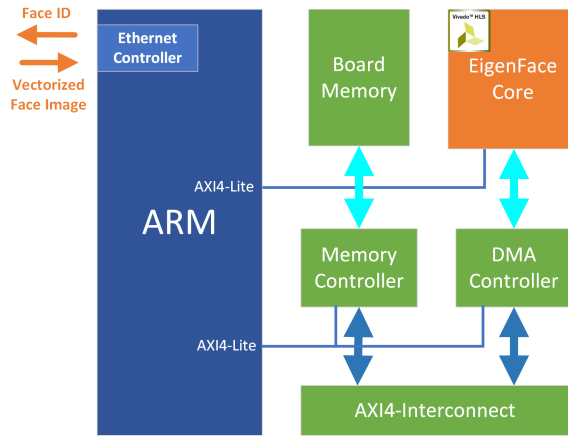 Face ID
Vectorized
Face Image
Ethernet
Controller
Board
Memory
Vivado™ HLS
EigenFace
Core
AXI4-Lite
ARM
Memory
Controller
DMA
Controller
AXI4-Lite
AXI4-Interconnect